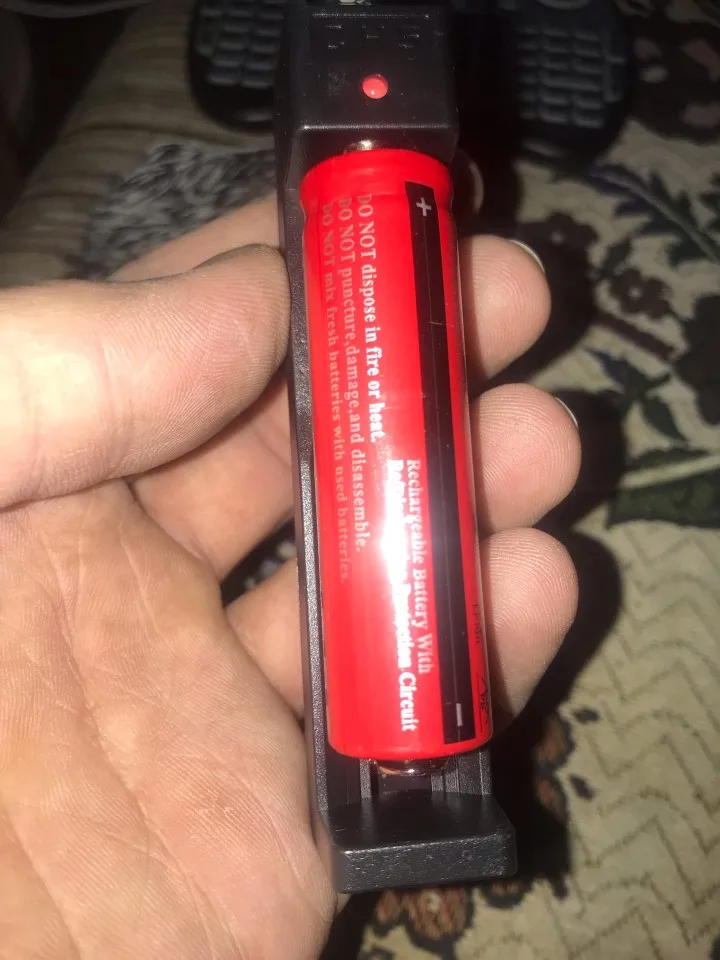 +
DO NOT dispose in fire or heat.
DO NOT puncture,damage,and disassemble.
DO NOT mix fresh batteries with used batteries.
Rechargeable Battery With
Protection Circuit
-